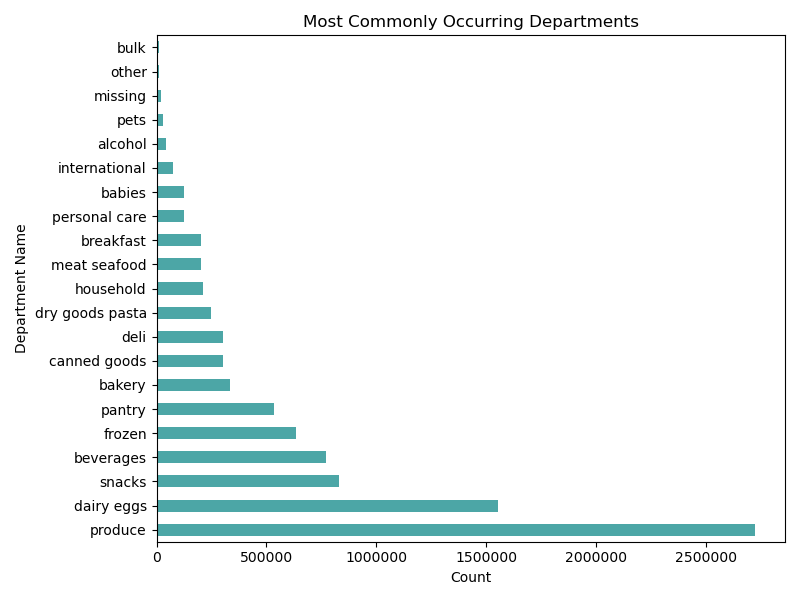 Most Commonly Occurring Departments
bulk
other
missing
pets
alcohol
international
babies
personal care
breakfast
meat seafood
household
dry goods pasta
deli
canned goods
bakery
pantry
frozen
beverages
snacks
dairy eggs
produce
Department Name
0 500000 1000000 1500000 2000000 2500000
Count